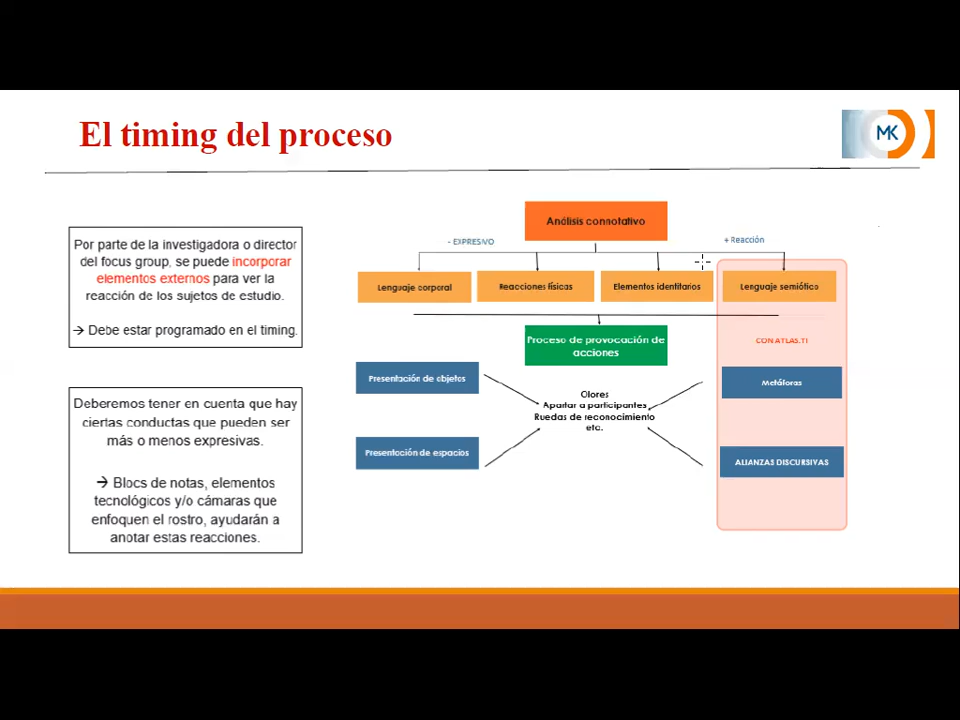 El timing del proceso
MK
Por parte de la investigadora o director
del focus group, se puede incorporar
elementos externos para ver la
reacción de los sujetos de estudio.
→ Debe estar programado en el timing.
Deberemos tener en cuenta que hay
ciertas conductas que pueden ser
más o menos expresivas.
→ Blocs de notas, elementos
tecnológicos y/o cámaras que
enfoquen el rostro, ayudarán a
anotar estas reacciones.
Análisis connotativo
- EXPRESIVO
+ Reacción
Lenguaje corporal
Reacciones físicas
Elementos identitarios
Lenguaje semiótico
Proceso de provocación de
acciones
CON ATLAS.TI
Presentación de objetos
Metáforas
Olores
Apartar a participantes
Ruedas de reconocimiento
etc.
Presentación de espacios
ALIANZAS DISCURSIVAS